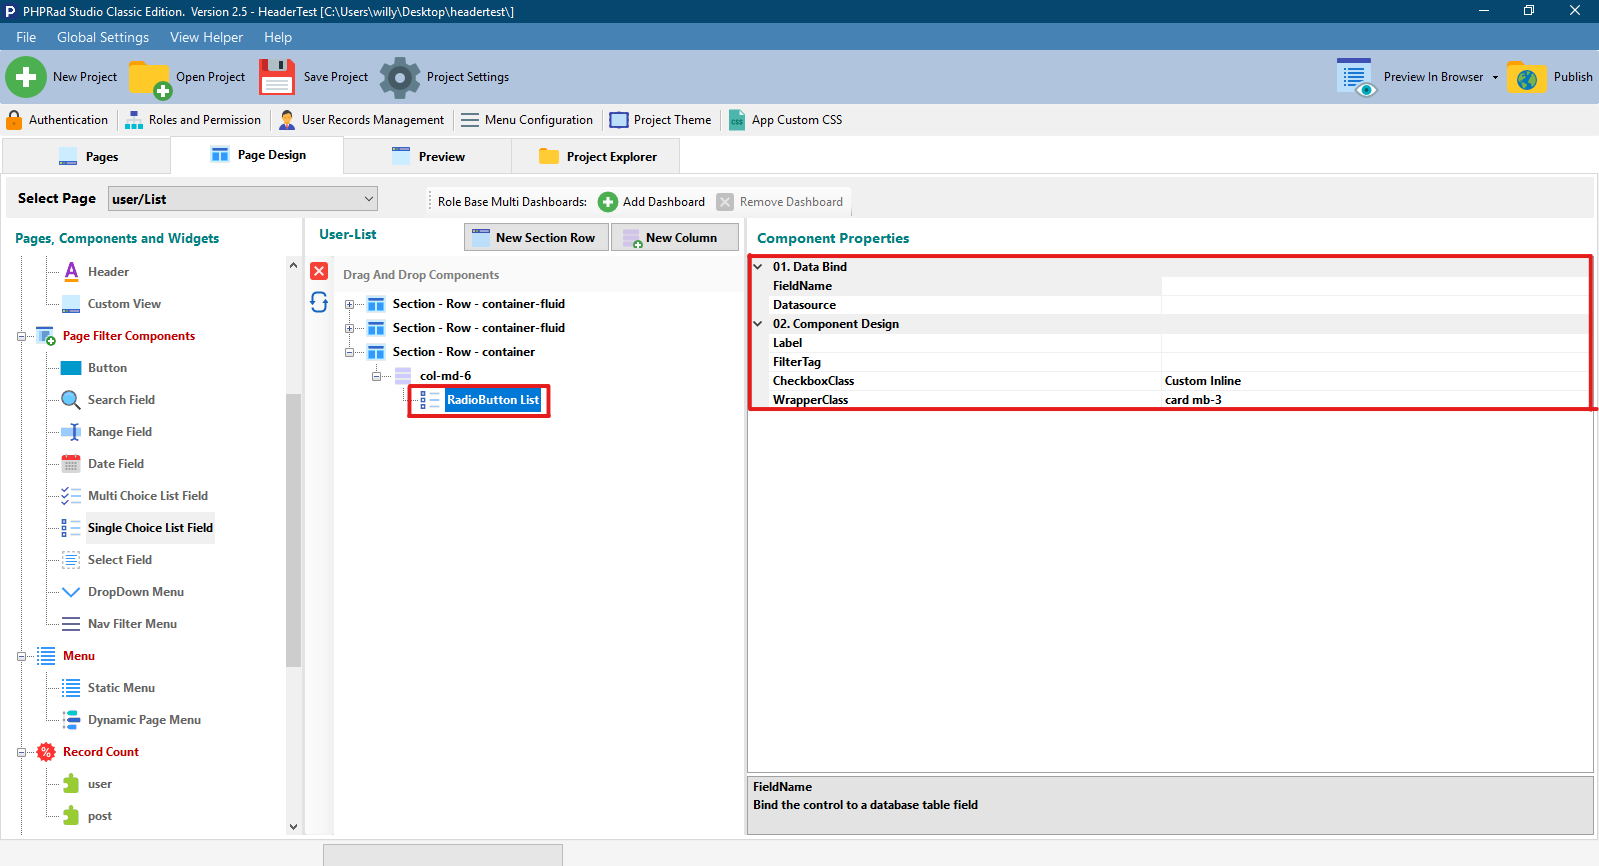 PHPRad Studio Classic Edition.  Version 2.5 - HeaderTest [C:\Users\willy\Desktop\headertest\]
File Global Settings View Helper Help
New Project Open Project Save Project Project Settings Preview In Browser Publish
Authentication Roles and Permission User Records Management Menu Configuration Project Theme CSS App Custom CSS
Pages Page Design Preview Project Explorer
Select Page user/List Role Base Multi Dashboards: Add Dashboard Remove Dashboard
Pages, Components and Widgets
Header
Custom View
Page Filter Components
Button
Search Field
Range Field
Date Field
Multi Choice List Field
Single Choice List Field
Select Field
DropDown Menu
Nav Filter Menu
Menu
Static Menu
Dynamic Page Menu
Record Count
user
post
User-List New Section Row New Column
Drag And Drop Components
Section - Row - container-fluid
Section - Row - container-fluid
Section - Row - container
col-md-6
RadioButton List
Component Properties
01. Data Bind
FieldName
Datasource
02. Component Design
Label
FilterTag
CheckboxClass Custom Inline
WrapperClass card mb-3
FieldName
Bind the control to a database table field